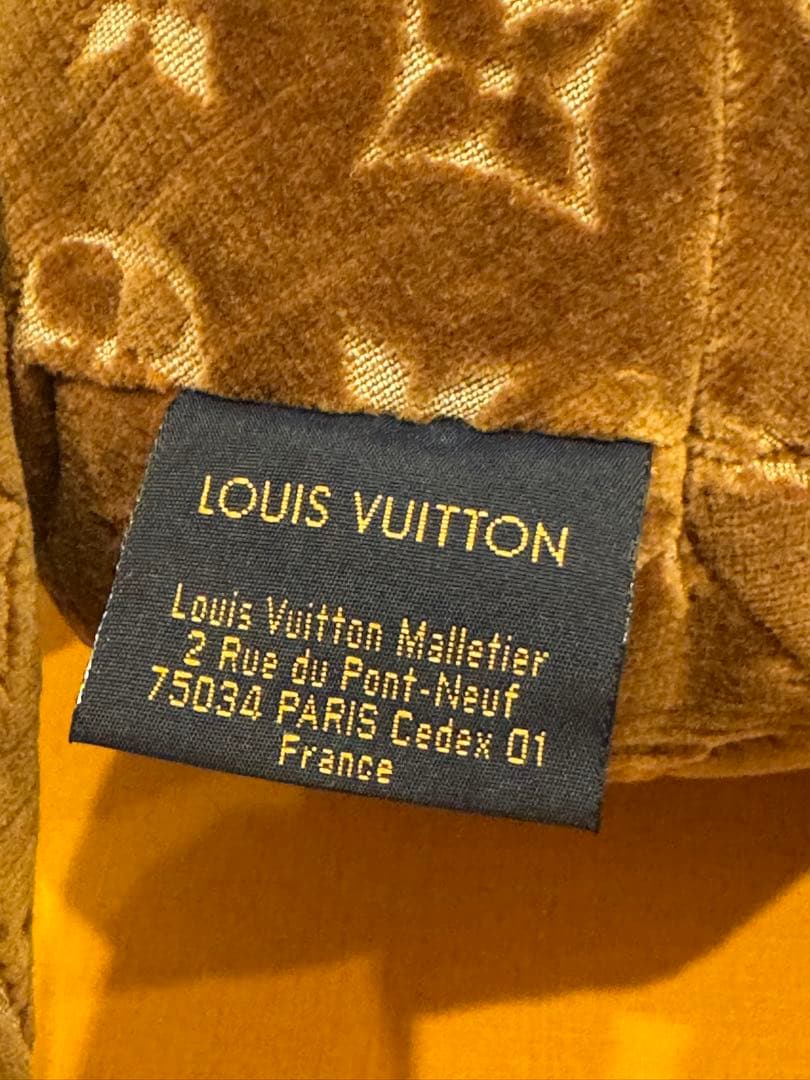 LOUIS VUITTON
Louis Vuitton Malletier
2 Rue du Pont-Neuf
75034 PARIS Cedex 01
France